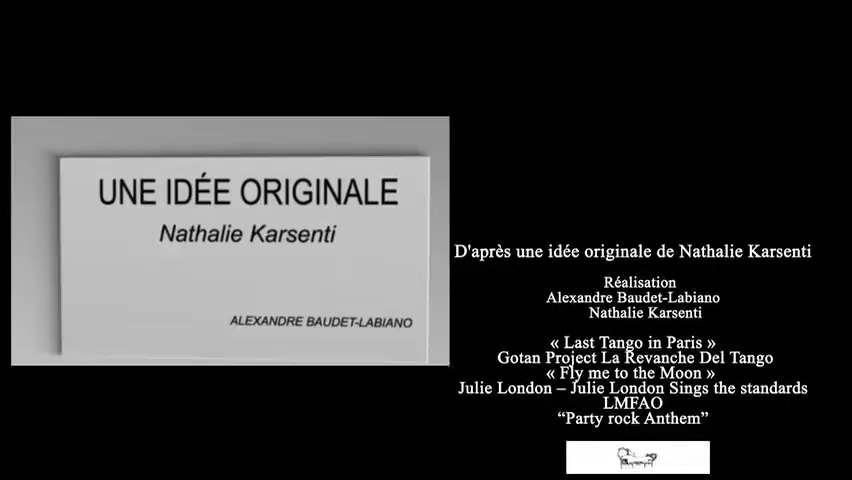 UNE IDÉE ORIGINALE
Nathalie Karsenti
ALEXANDRE BAUDET-LABIANO
D'après une idée originale de Nathalie Karsenti
Réalisation
Alexandre Baudet-Labiano
Nathalie Karsenti
« Last Tango in Paris »
Gotan Project La Revanche Del Tango
« Fly me to the Moon »
Julie London – Julie London Sings the standards
LMFAO
“Party rock Anthem”